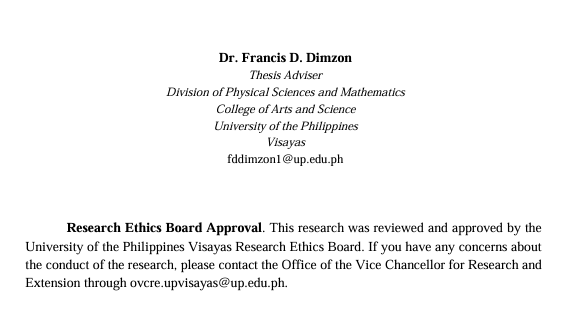 Dr. Francis D. Dimzon
Thesis Adviser
Division of Physical Sciences and Mathematics
College of Arts and Science
University of the Philippines
Visayas
fddimzon1@up.edu.ph
Research Ethics Board Approval. This research was reviewed and approved by the
University of the Philippines Visayas Research Ethics Board. If you have any concerns about
the conduct of the research, please contact the Office of the Vice Chancellor for Research and
Extension through ovcre.upvisayas@up.edu.ph.